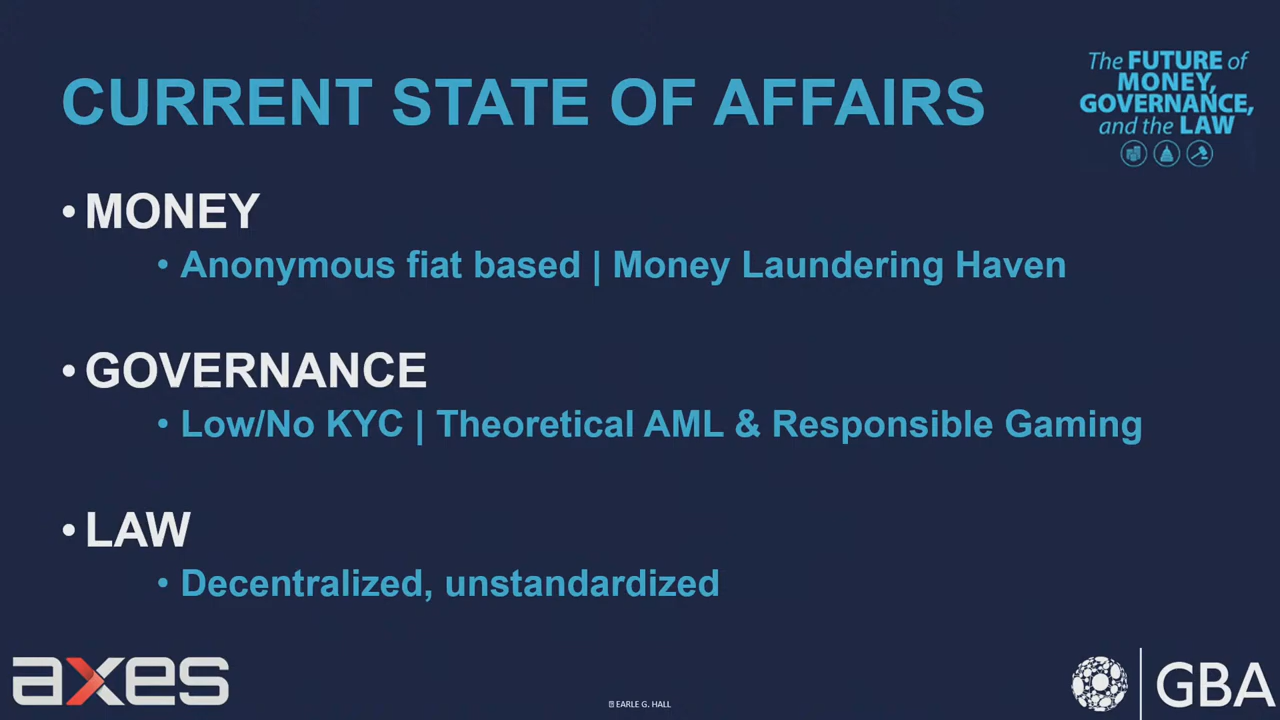 CURRENT STATE OF AFFAIRS
The FUTURE of
MONEY,
GOVERNANCE,
and the LAW
• MONEY
• Anonymous fiat based | Money Laundering Haven
• GOVERNANCE
• Low/No KYC | Theoretical AML & Responsible Gaming
• LAW
• Decentralized, unstandardized
axes
EARLE G. HALL
GBA